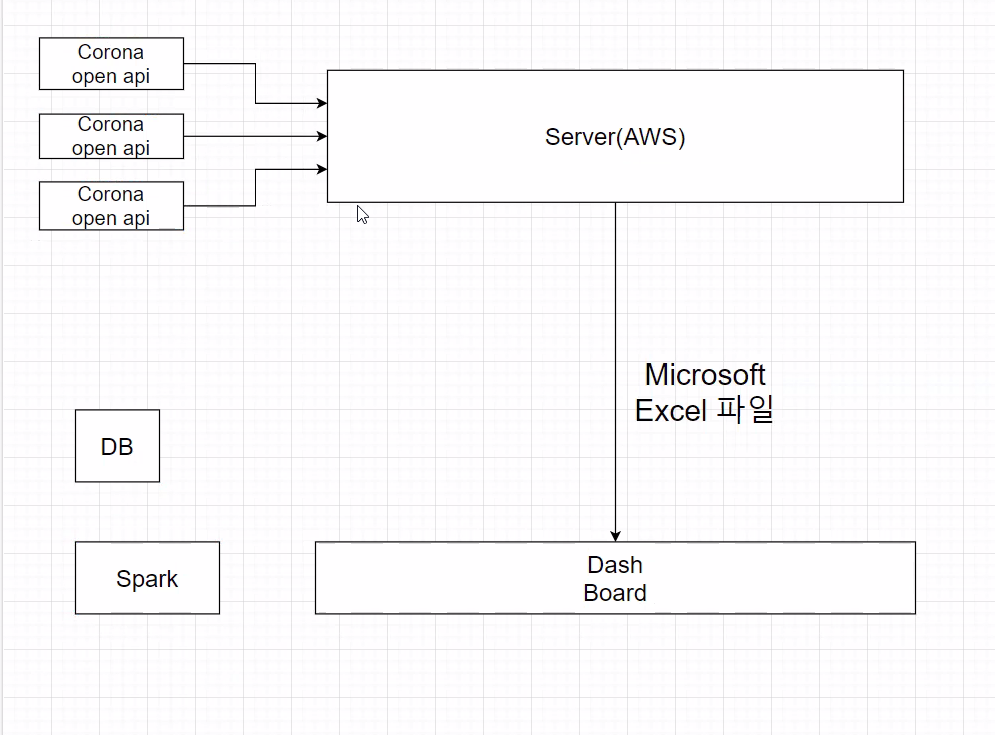 Corona
open api
Corona
open api
Corona
open api
Server(AWS)
Microsoft
Excel 파일
DB
Spark
Dash
Board